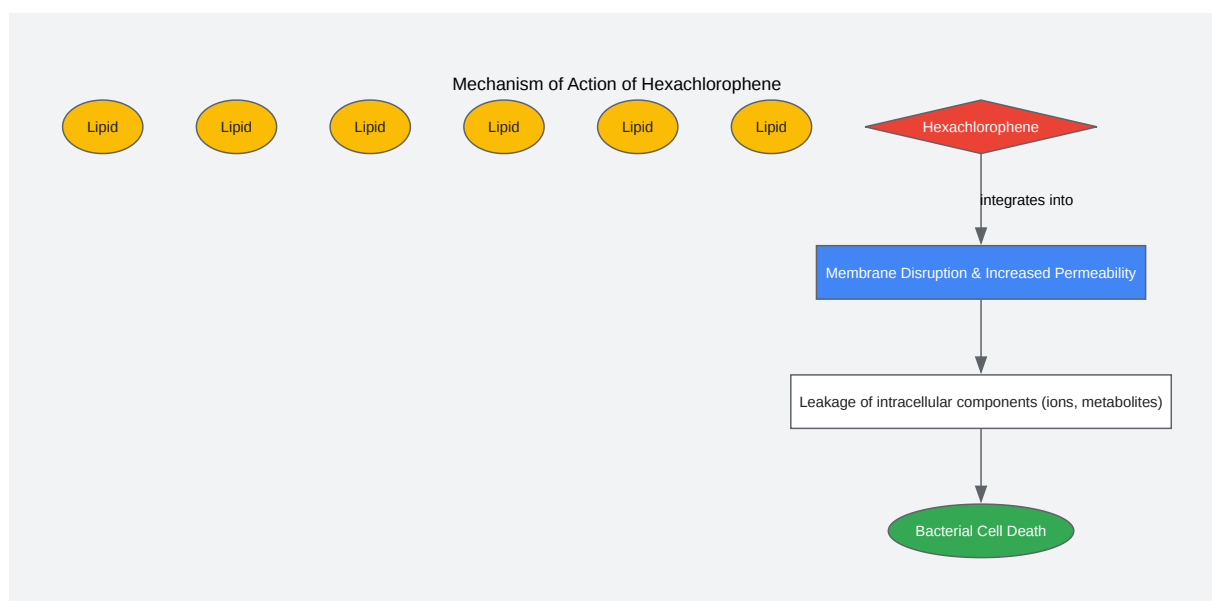 Mechanism of Action of Hexachlorophene
Lipid
Lipid
Lipid
Lipid
Lipid
Lipid
Hexachlorophene
integrates into
Membrane Disruption & Increased Permeability
Leakage of intracellular components (ions, metabolites)
Bacterial Cell Death